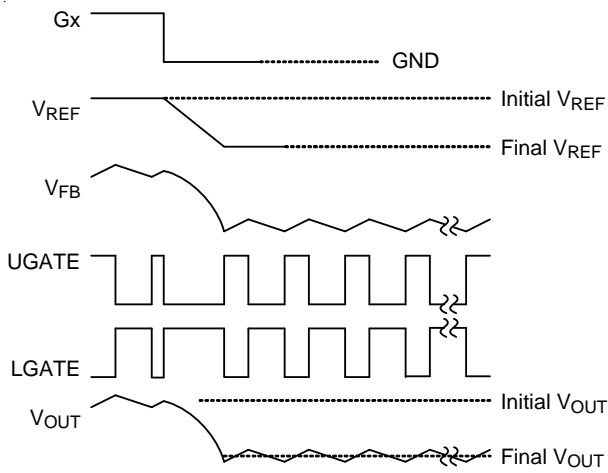 Gx
GND
VREF
Initial VREF
Final VREF
VFB
UGATE
LGATE
VOUT
Initial VOUT
Final VOUT